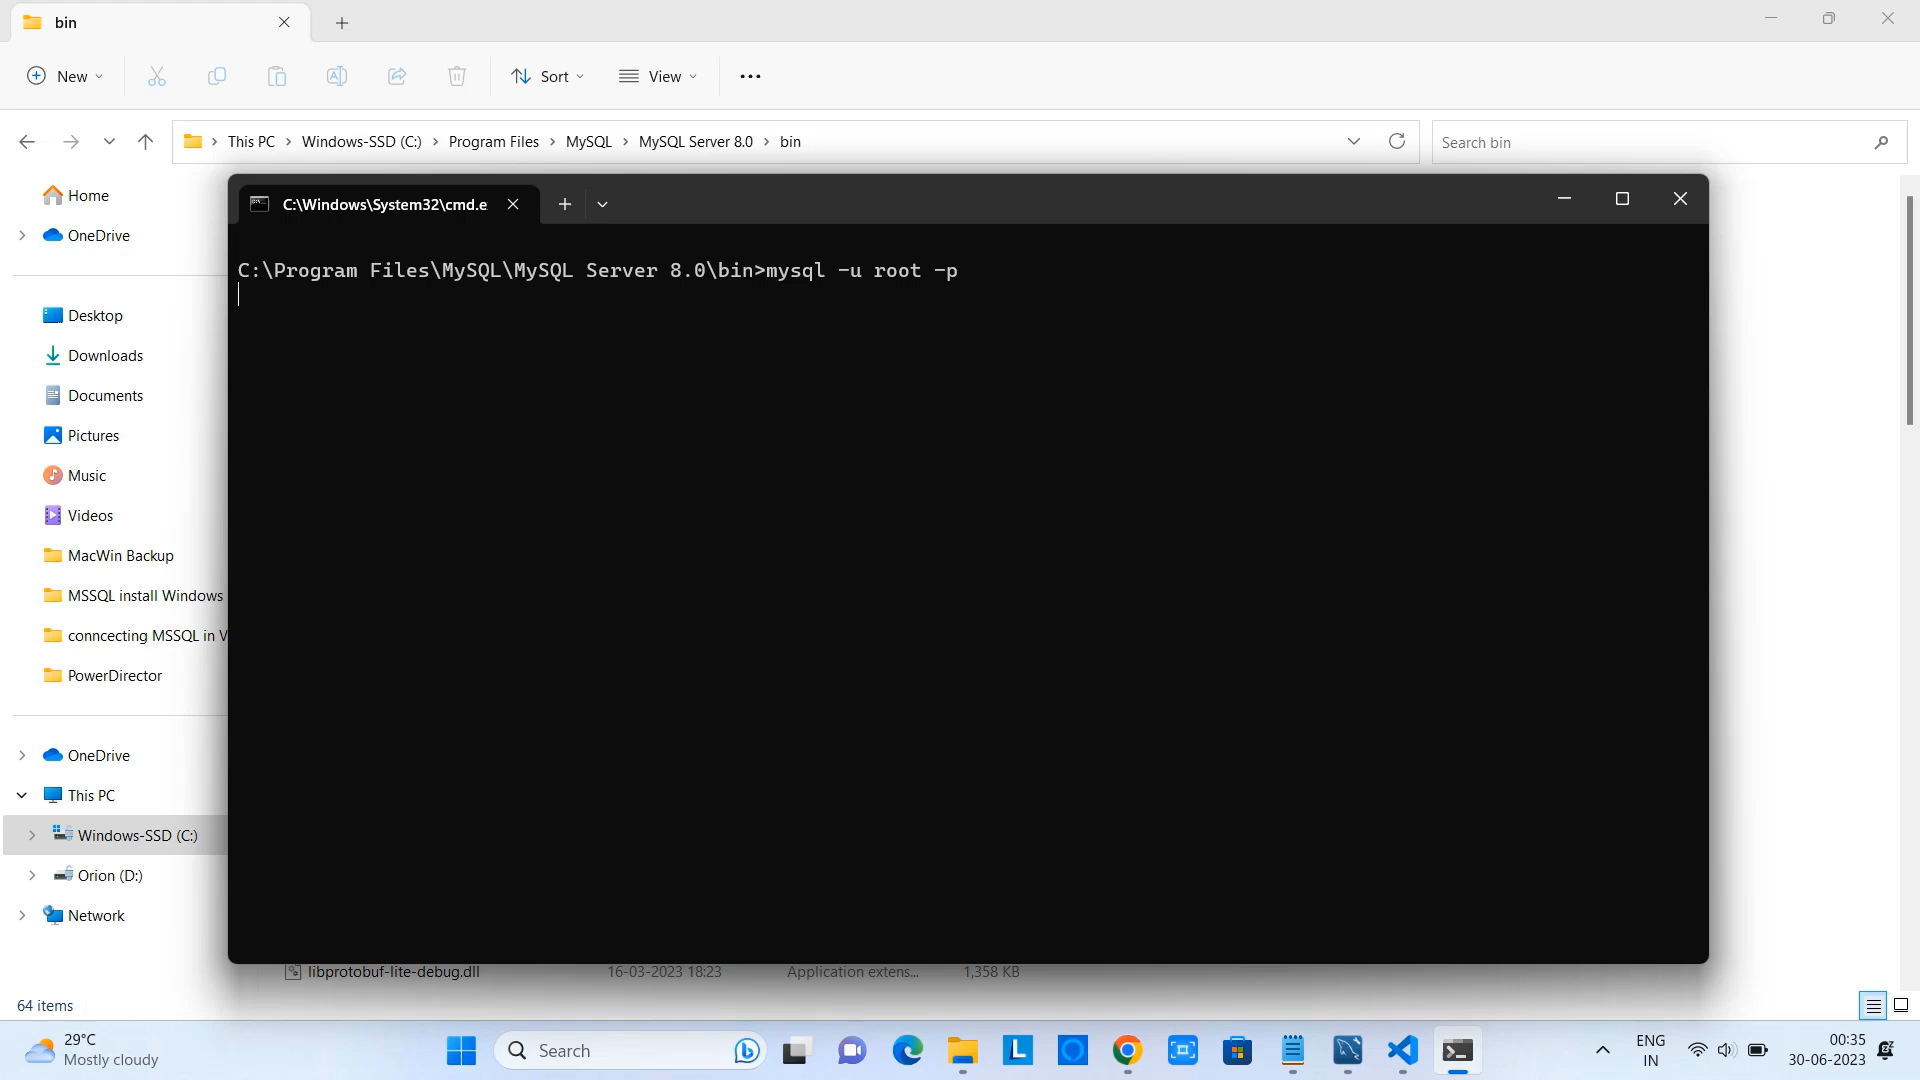 bin
New
Sort
View
This PC > Windows-SSD (C:) > Program Files > MySQL > MySQL Server 8.0 > bin
Search bin
Home
OneDrive
Desktop
Downloads
Documents
Pictures
Music
Videos
MacWin Backup
MSSQL install Windows
conncecting MSSQL in V
PowerDirector
OneDrive
This PC
Windows-SSD (C:)
Orion (D:)
Network
C:\Windows\System32\cmd.e
C:\Program Files\MySQL\MySQL Server 8.0\bin>mysql -u root -p
libprotobuf-lite-debug.dll 16-03-2023 18:23 Application extens... 1,358 KB
64 items
29°C
Mostly cloudy
Search
ENG
IN
00:35
30-06-2023